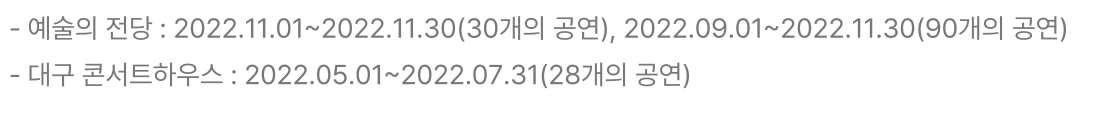 - 예술의 전당 : 2022.11.01~2022.11.30(30개의 공연), 2022.09.01~2022.11.30(90개의 공연)
- 대구 콘서트하우스 : 2022.05.01~2022.07.31(28개의 공연)